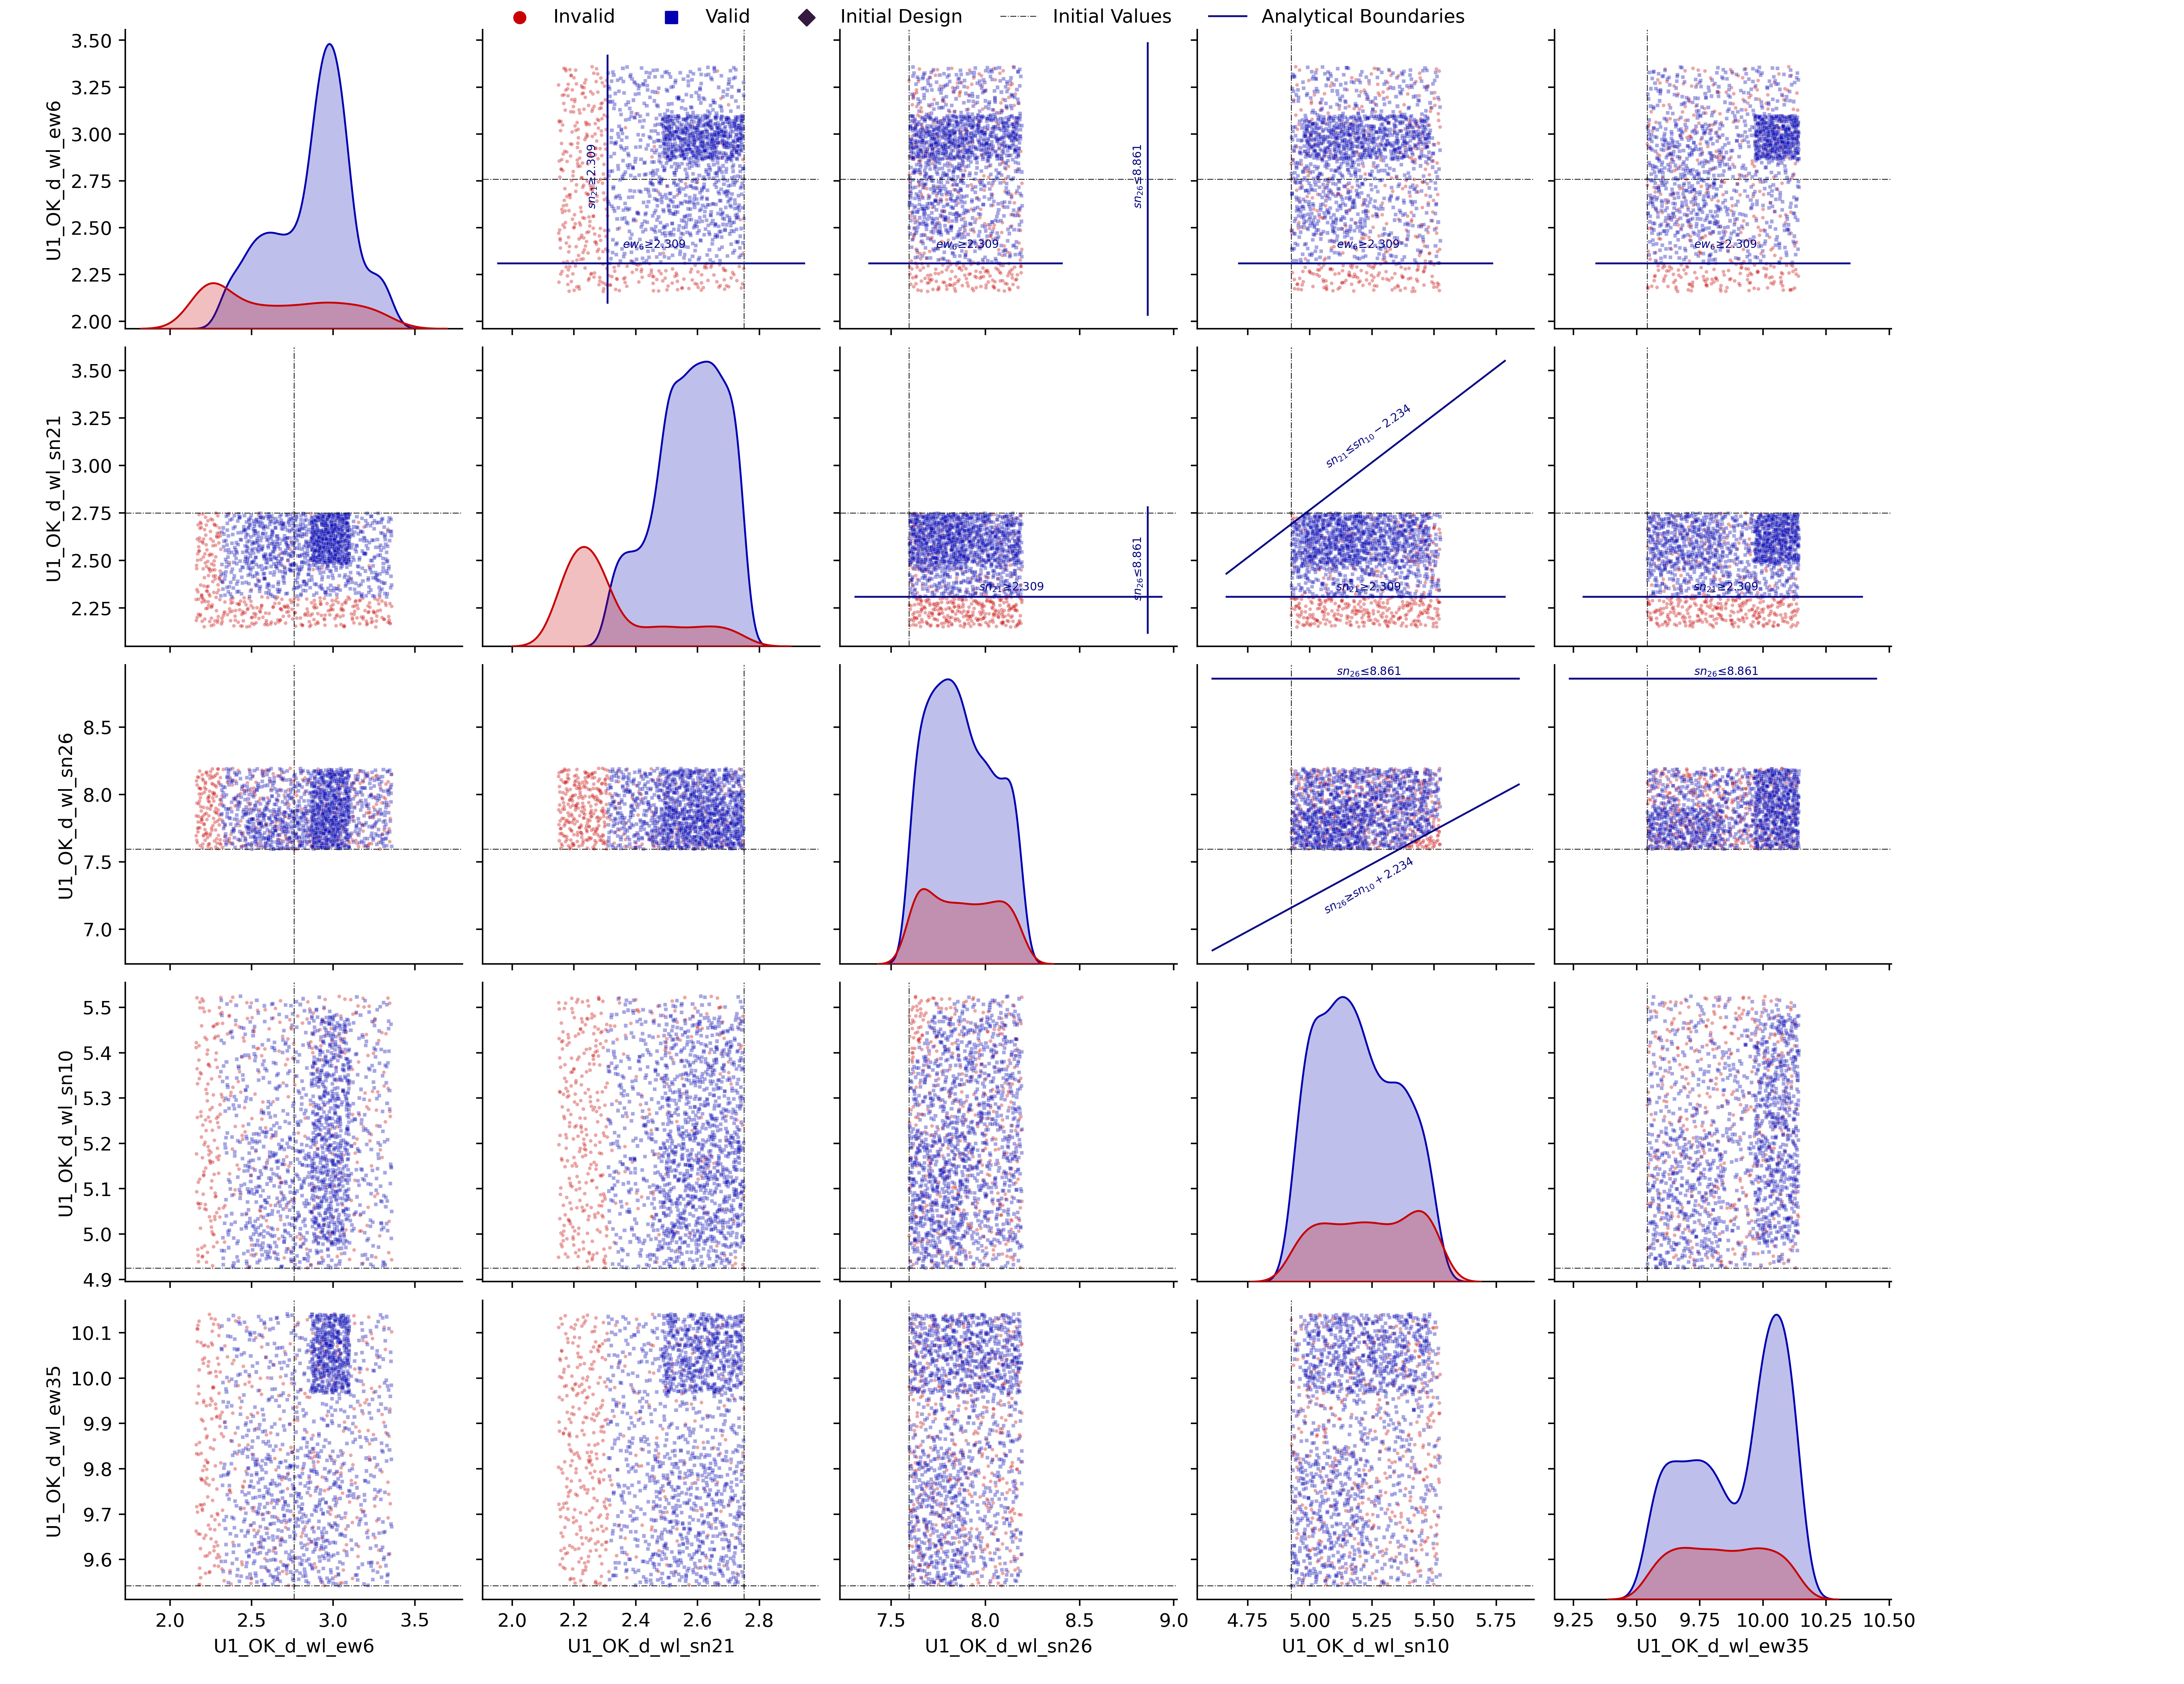 Invalid Valid Initial Design Initial Values Analytical Boundaries
U1_OK_d_wl_ew6
3.50
3.25
3.00
2.75
2.50
2.25
2.00
sn21≥2.309
ew6≥2.309
sn26≤8.861
ew6≥2.309
ew6≥2.309
ew6≥2.309
U1_OK_d_wl_sn21
3.50
3.25
3.00
2.75
2.50
2.25
sn21≥2.309
sn26≤8.861
sn21≤sn10 − 2.234
sn21≥2.309
sn21≥2.309
U1_OK_d_wl_sn26
8.5
8.0
7.5
7.0
sn26≤8.861
sn26≥sn10 + 2.234
sn26≤8.861
U1_OK_d_wl_sn10
5.5
5.4
5.3
5.2
5.1
5.0
4.9
U1_OK_d_wl_ew35
10.1
10.0
9.9
9.8
9.7
9.6
2.0 2.5 3.0 3.5
2.0 2.2 2.4 2.6 2.8
7.5 8.0 8.5 9.0
4.75 5.00 5.25 5.50 5.75
9.25 9.50 9.75 10.00 10.25 10.50
U1_OK_d_wl_ew6
U1_OK_d_wl_sn21
U1_OK_d_wl_sn26
U1_OK_d_wl_sn10
U1_OK_d_wl_ew35